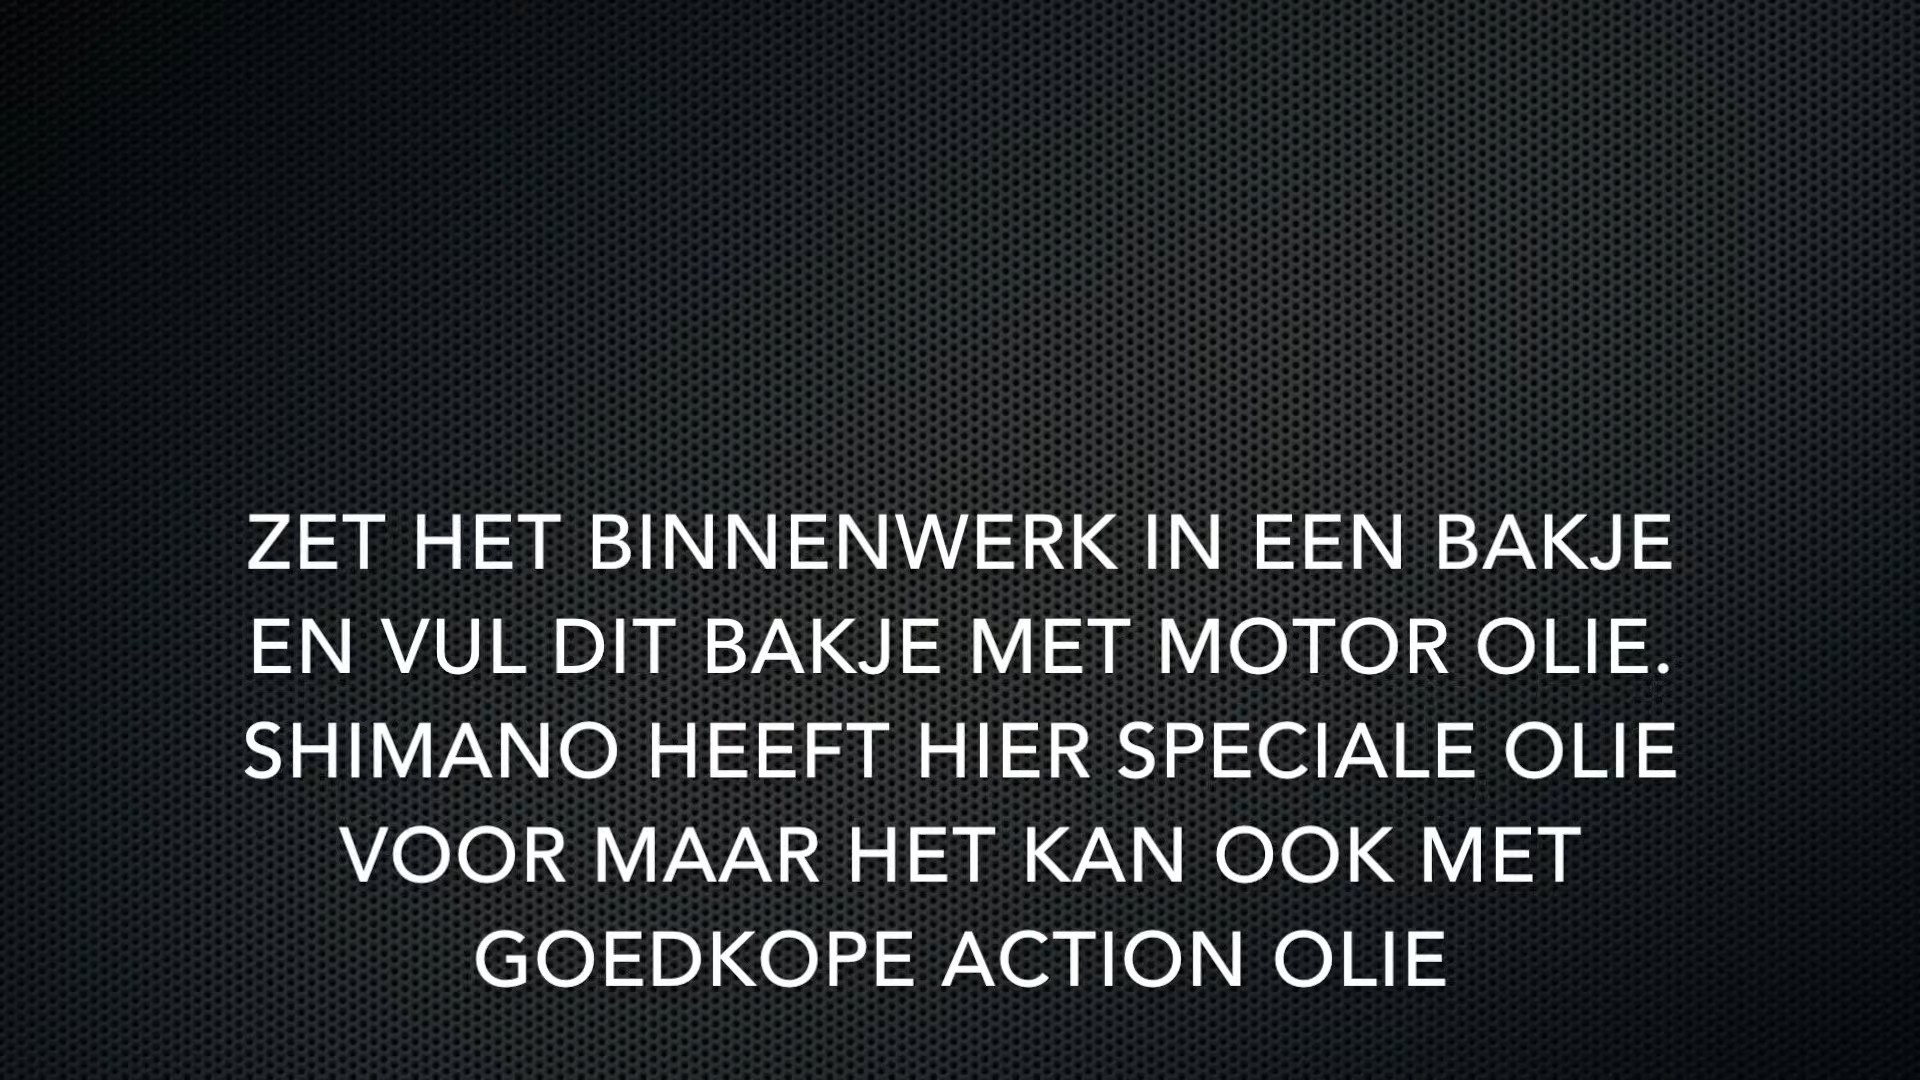 ZET HET BINNENWERK IN EEN BAKJE
EN VUL DIT BAKJE MET MOTOR OLIE.
SHIMANO HEEFT HIER SPECIALE OLIE
VOOR MAAR HET KAN OOK MET
GOEDKOPE ACTION OLIE